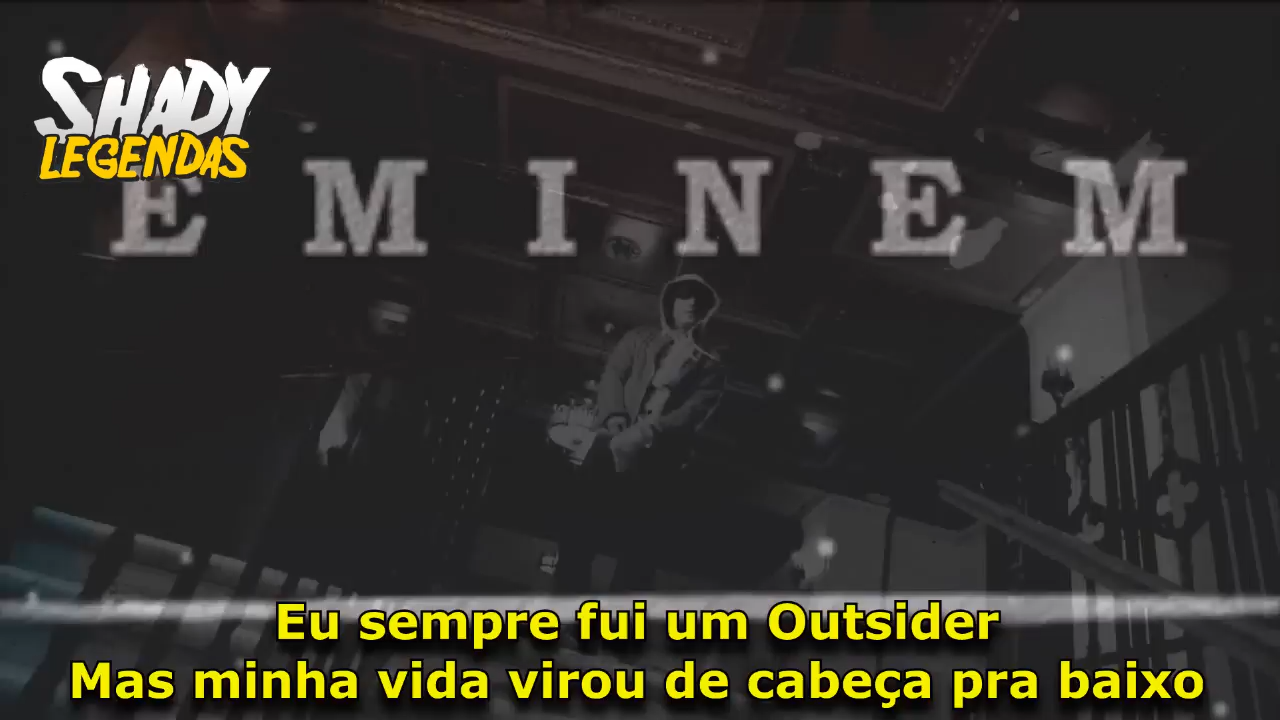 SHADY
LEGENDAS
EMINEM
Eu sempre fui um Outsider
Mas minha vida virou de cabeça pra baixo